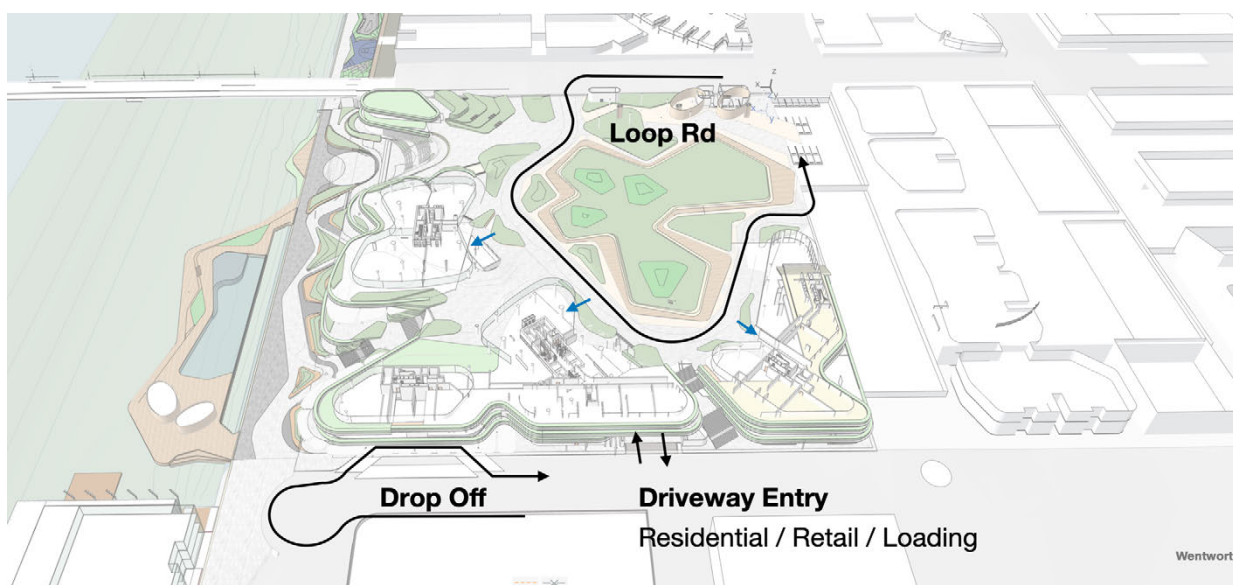 Loop Rd
Drop Off
Driveway Entry
Residential / Retail / Loading
Wentwort